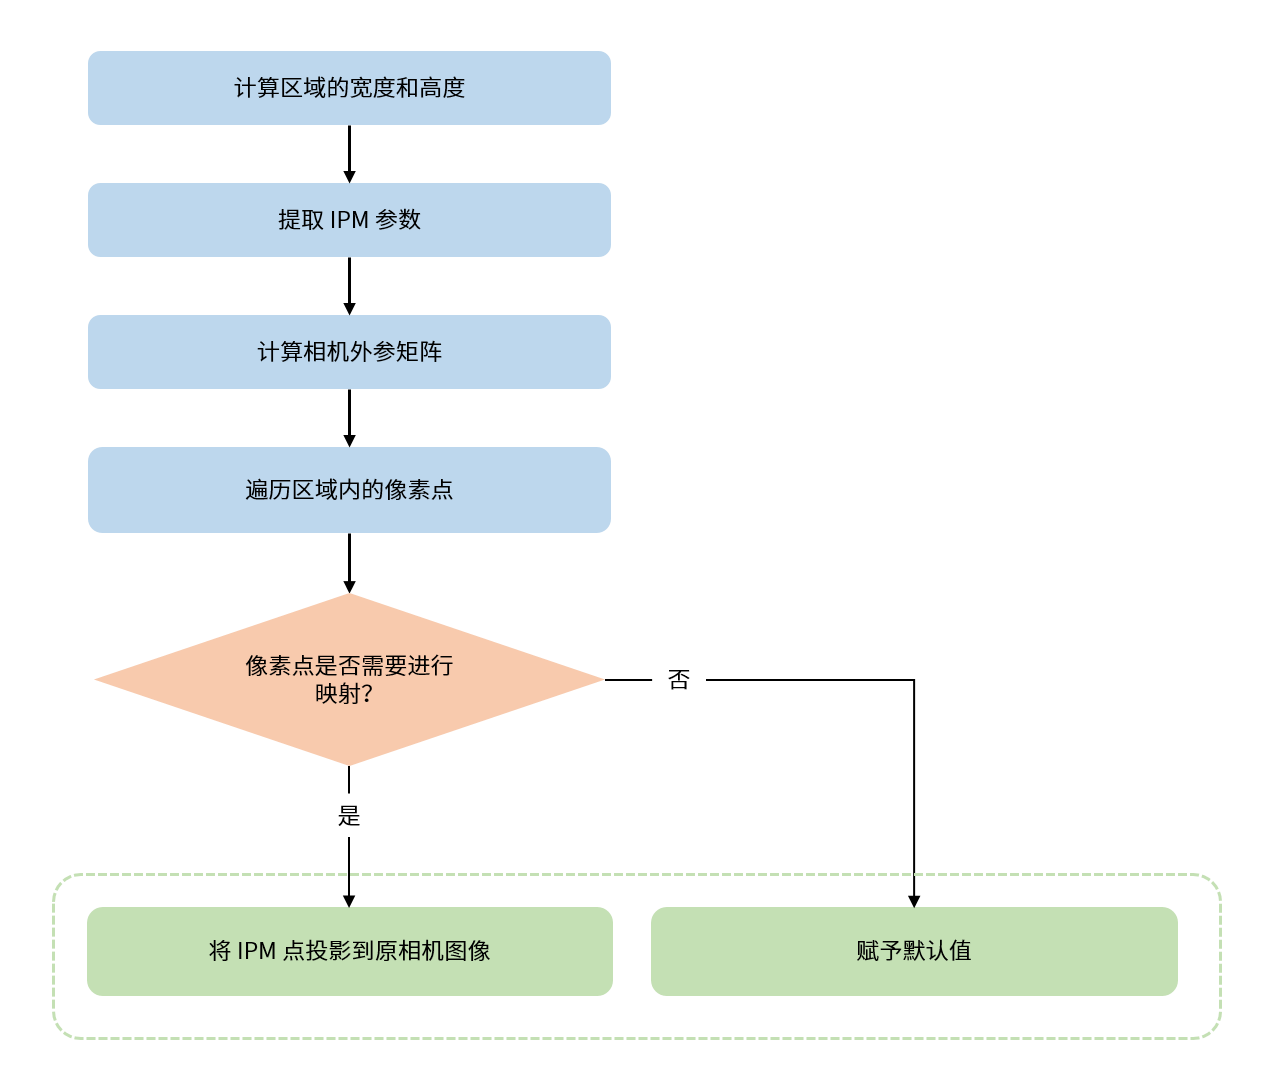 计算区域的宽度和高度
提取 IPM 参数
计算相机外参矩阵
遍历区域内的像素点
像素点是否需要进行
映射？
否
是
将 IPM 点投影到原相机图像
赋予默认值